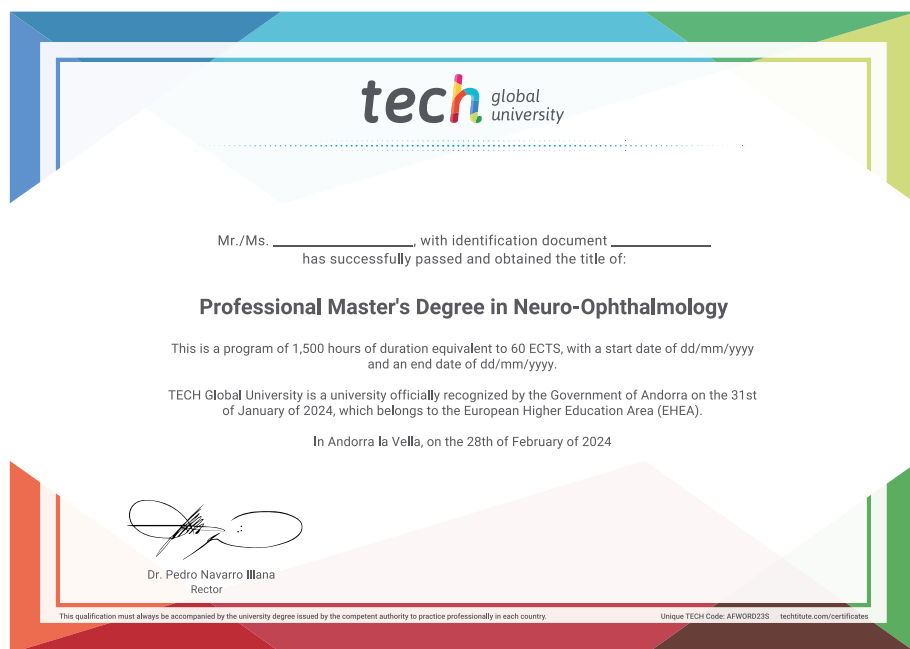 tech global university
Mr./Ms. ____________________, with identification document ______________
has successfully passed and obtained the title of:
Professional Master's Degree in Neuro-Ophthalmology
This is a program of 1,500 hours of duration equivalent to 60 ECTS, with a start date of dd/mm/yyyy
and an end date of dd/mm/yyyy.
TECH Global University is a university officially recognized by the Government of Andorra on the 31st
of January of 2024, which belongs to the European Higher Education Area (EHEA).
In Andorra la Vella, on the 28th of February of 2024
Dr. Pedro Navarro Illana
Rector
This qualification must always be accompanied by the university degree issued by the competent authority to practice professionally in each country.
Unique TECH Code: AFWORD23S techtitute.com/certificates